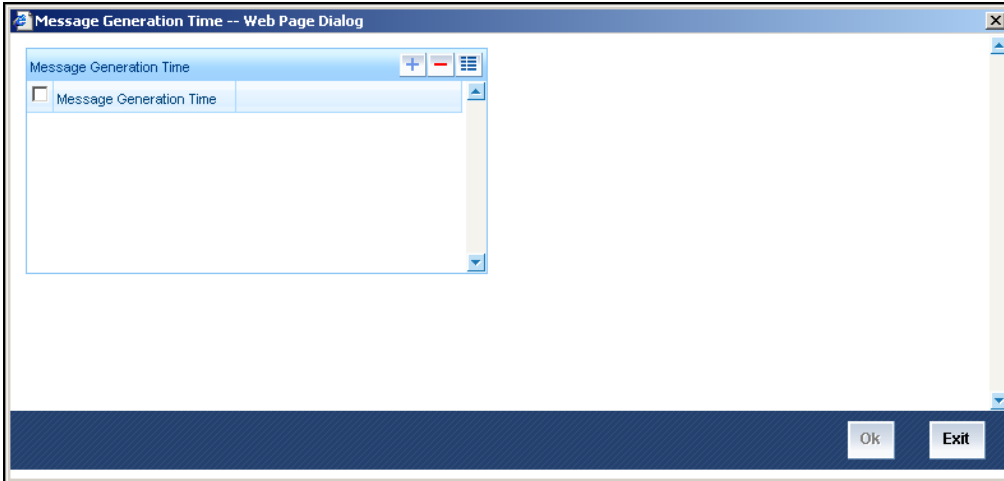 Message Generation Time -- Web Page Dialog
Message Generation Time
Message Generation Time
Ok
Exit